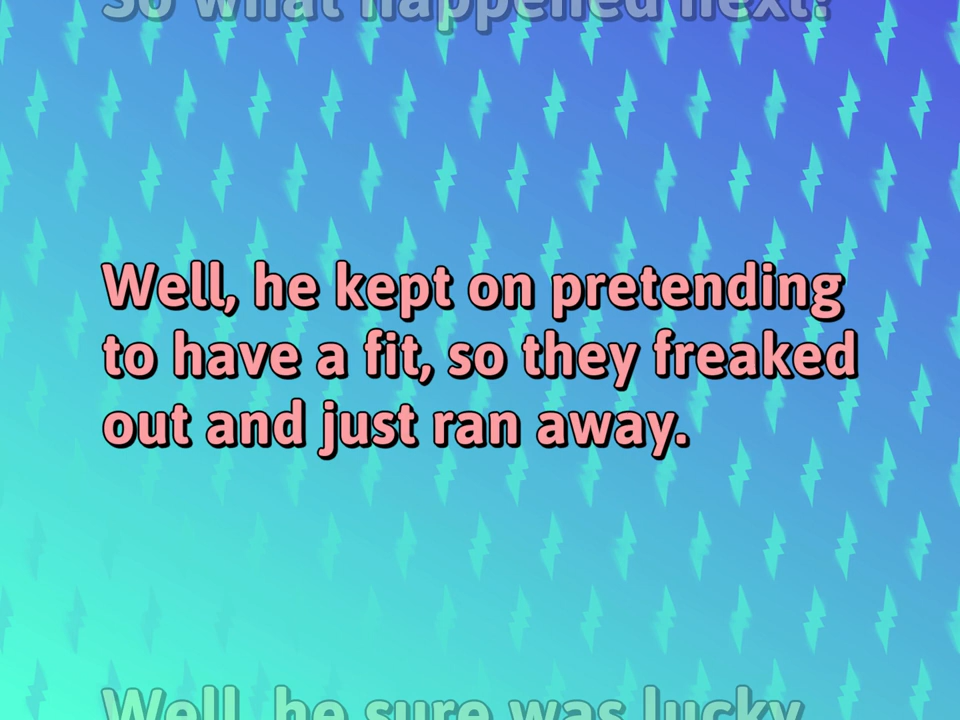 So what happened next?
Well, he kept on pretending
to have a fit, so they freaked
out and just ran away.
Well, he sure was lucky